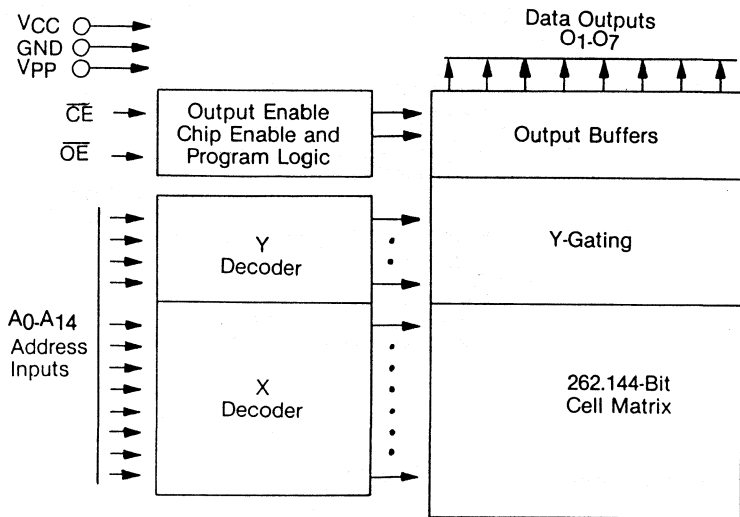 VCC
GND
VPP
CE
OE
Output Enable
Chip Enable and
Program Logic
Data Outputs
O1-O7
Output Buffers
Y
Decoder
Y-Gating
A0-A14
Address
Inputs
X
Decoder
262.144-Bit
Cell Matrix